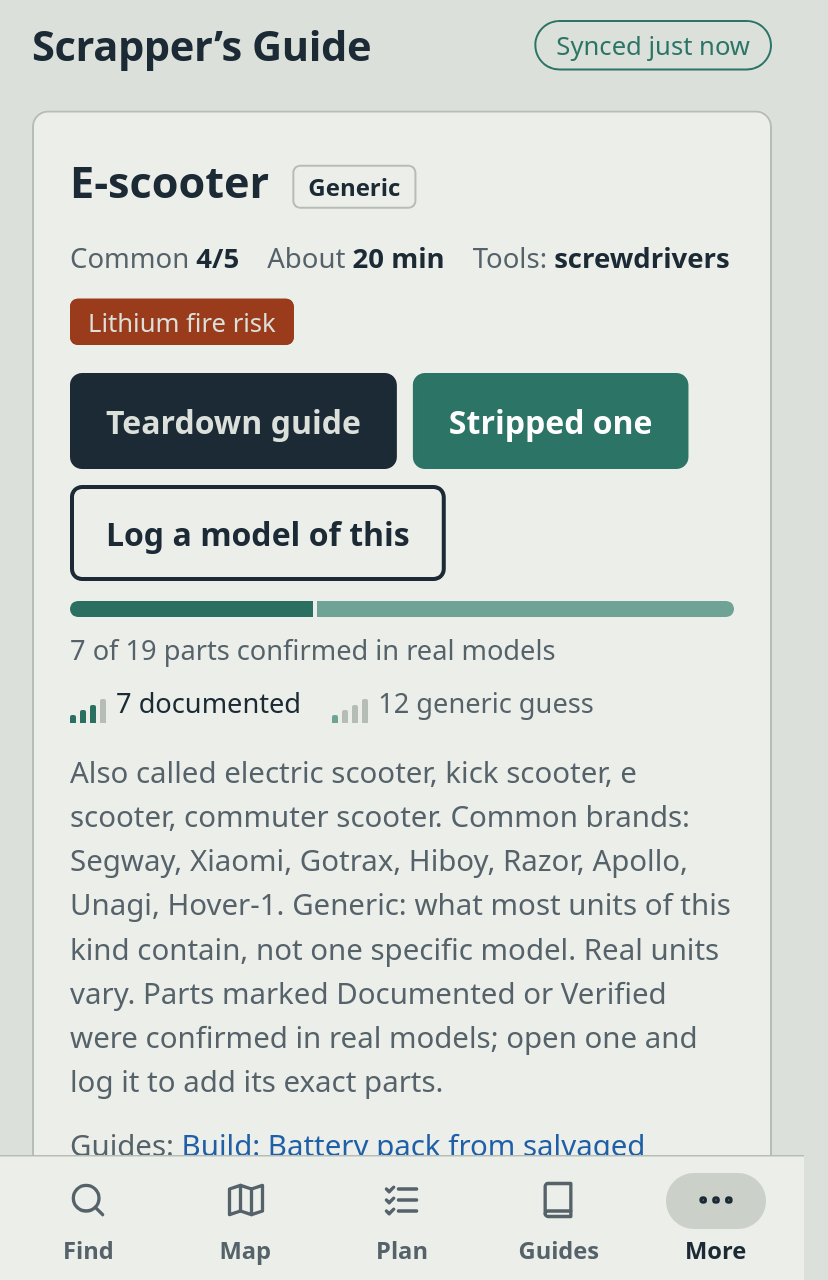 Scrapper’s Guide
Synced just now
E-scooter
Generic
Common 4/5 About 20 min Tools: screwdrivers
Lithium fire risk
Teardown guide
Stripped one
Log a model of this
7 of 19 parts confirmed in real models
7 documented
12 generic guess
Also called electric scooter, kick scooter, e
scooter, commuter scooter. Common brands:
Segway, Xiaomi, Gotrax, Hiboy, Razor, Apollo,
Unagi, Hover-1. Generic: what most units of this
kind contain, not one specific model. Real units
vary. Parts marked Documented or Verified
were confirmed in real models; open one and
log it to add its exact parts.
Guides: Build: Battery pack from salvaged
Find
Map
Plan
Guides
More